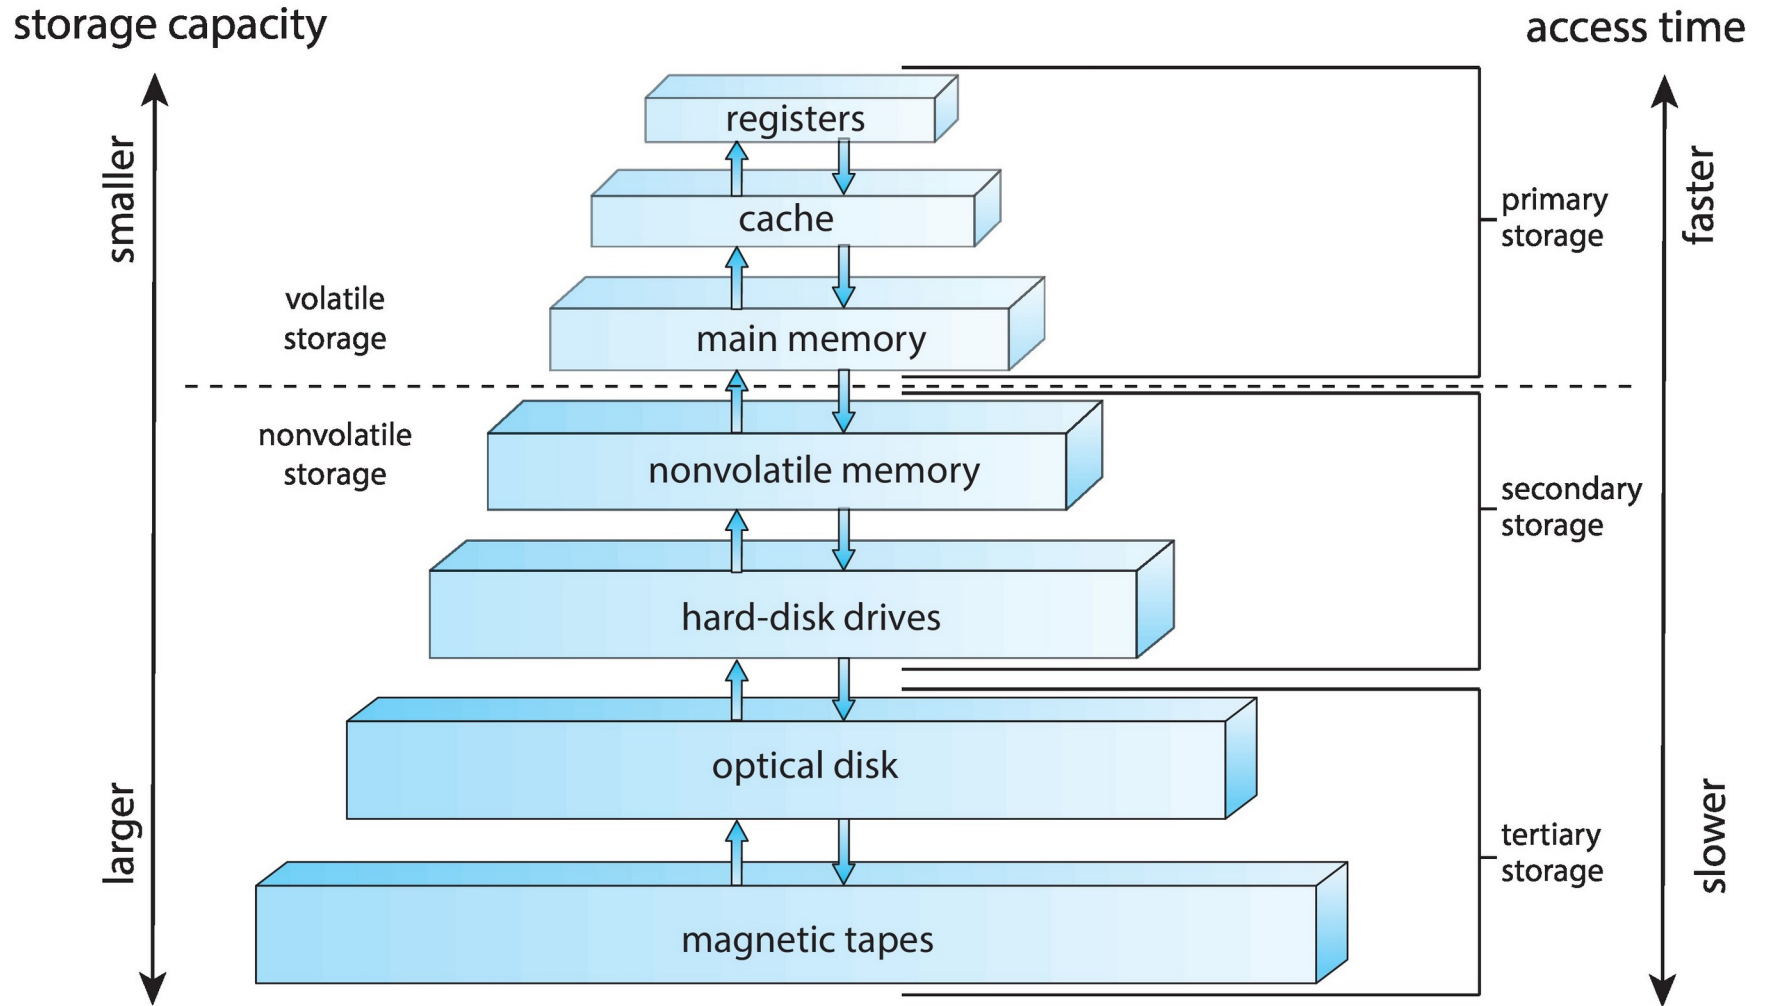 storage capacity
access time
smaller
larger
volatile
storage
nonvolatile
storage
registers
cache
main memory
nonvolatile memory
hard-disk drives
optical disk
magnetic tapes
primary
storage
secondary
storage
tertiary
storage
faster
slower